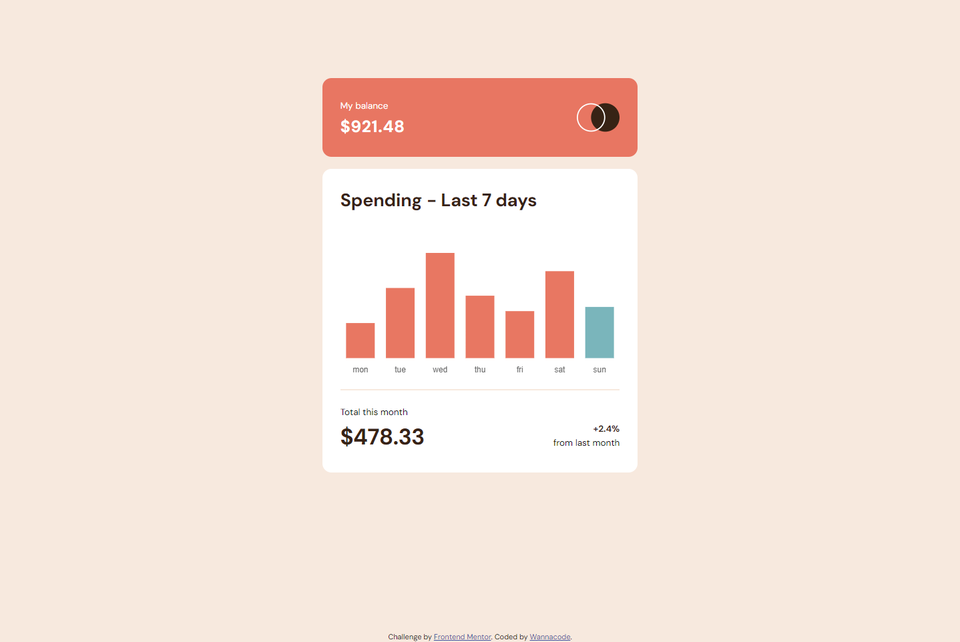 My balance
$921.48
Spending - Last 7 days
mon tue wed thu fri sat sun
Total this month
$478.33
+2.4%
from last month
Challenge by Frontend Mentor. Coded by Wannacode.